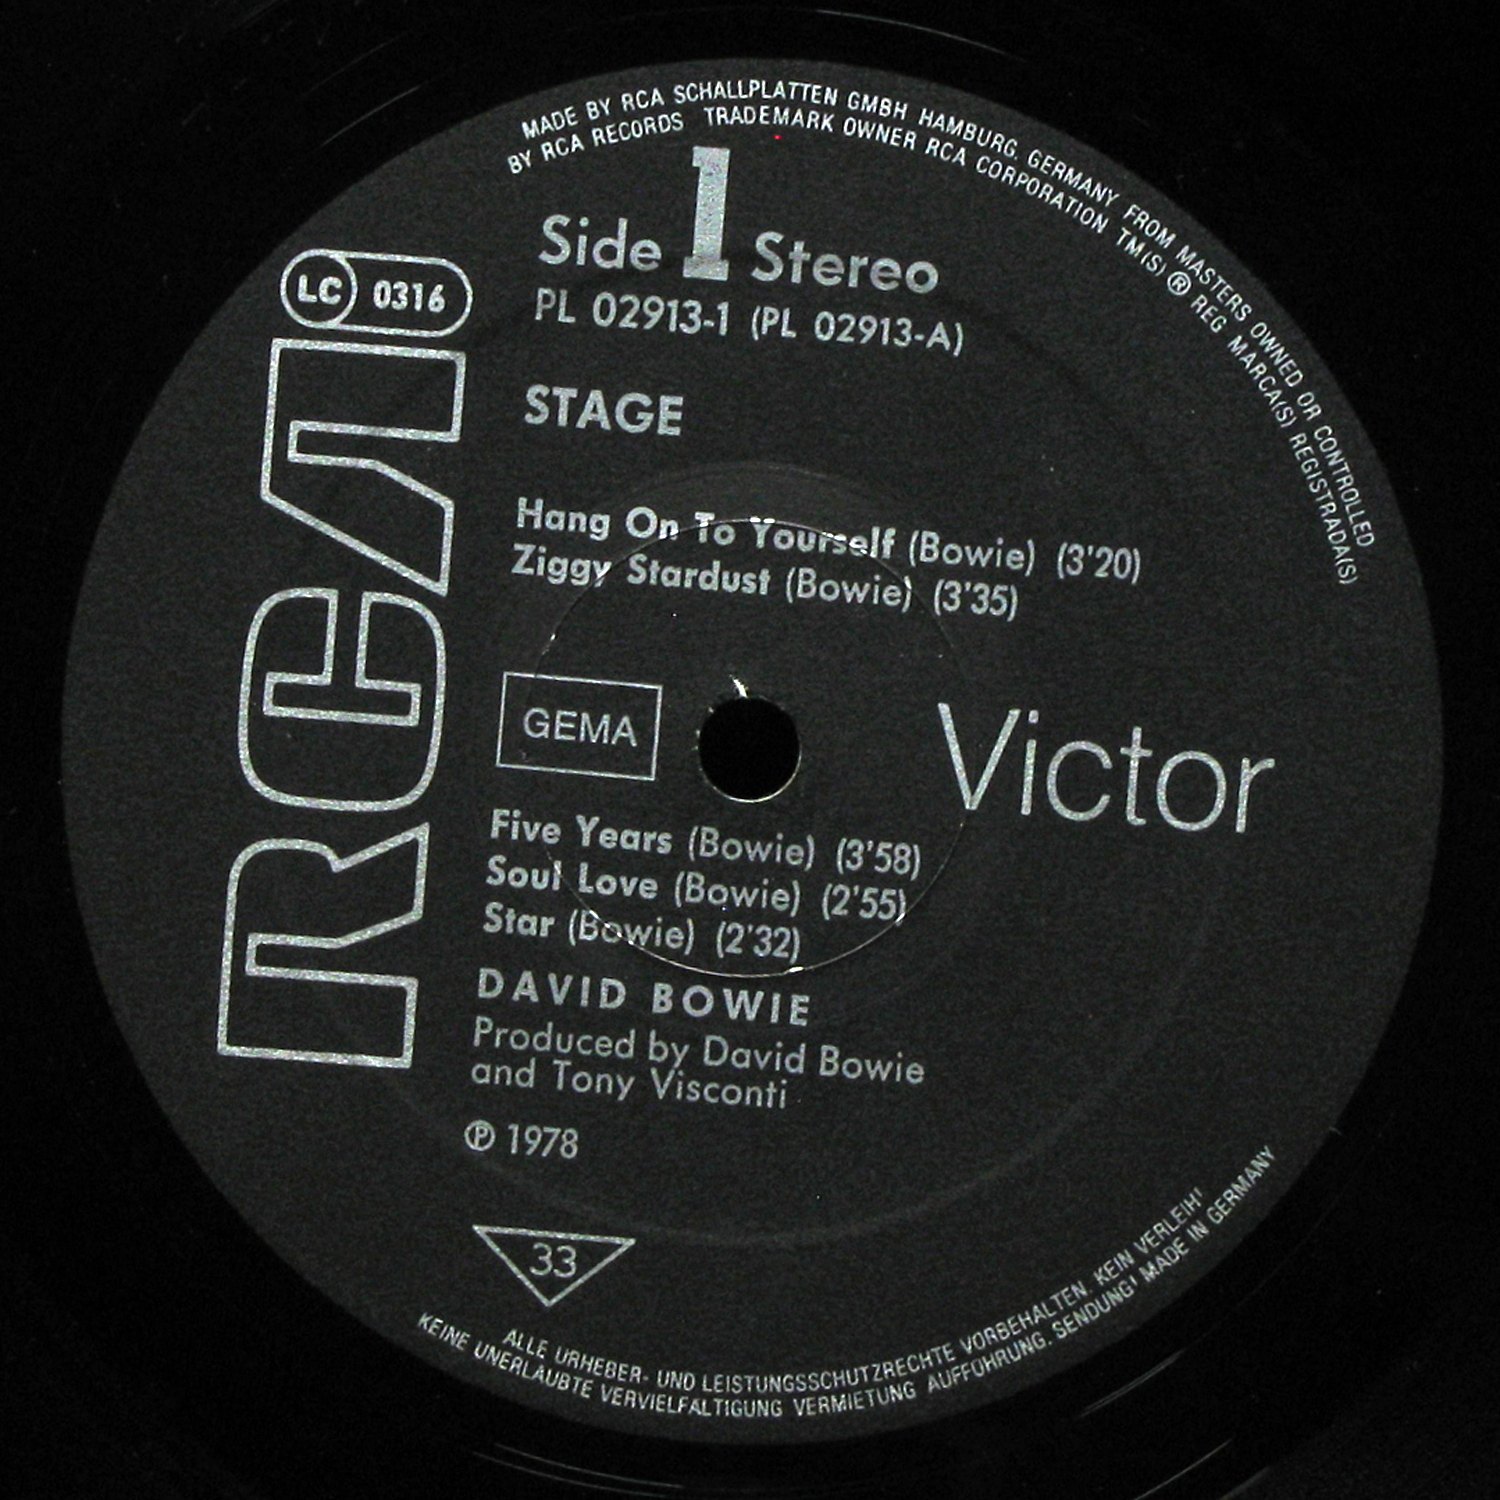 MADE BY RCA SCHALLPLATTEN GMBH HAMBURG, GERMANY FROM MASTERS OWNED OR CONTROLLED
BY RCA RECORDS TRADEMARK OWNER RCA CORPORATION TM(S) ® REG MARCA(S) REGISTRADA(S)
Side 1 Stereo
PL 02913-1 (PL 02913-A)
LC 0316
RCA
STAGE
Hang On To Yourself (Bowie) (3'20)
Ziggy Stardust (Bowie) (3'35)
GEMA
Victor
Five Years (Bowie) (3'58)
Soul Love (Bowie) (2'55)
Star (Bowie) (2'32)
DAVID BOWIE
Produced by David Bowie
and Tony Visconti
℗ 1978
33
ALLE URHEBER- UND LEISTUNGSSCHUTZRECHTE VORBEHALTEN. KEIN VERLEIH!
KEINE UNERLAUBTE VERVIELFÄLTIGUNG VERMIETUNG AUFFÜHRUNG, SENDUNG! MADE IN GERMANY